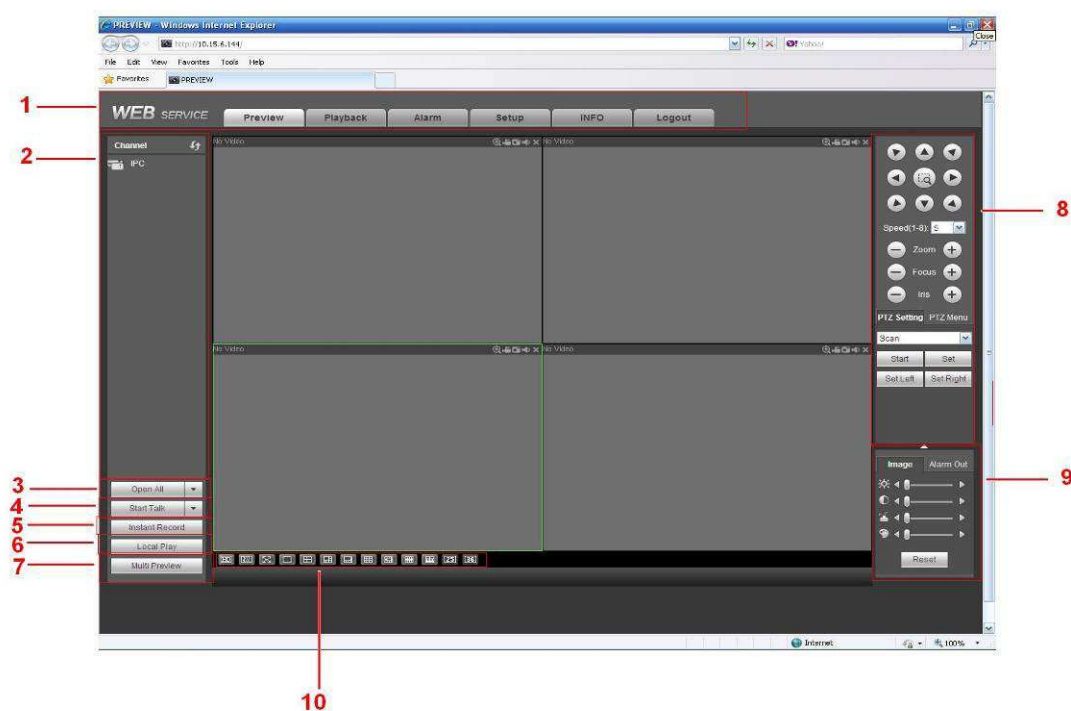 PREVIEW - Windows Internet Explorer
Close
http://10.15.6.144/
Yahoo!
File Edit View Favorites Tools Help
Favorites PREVIEW
1
WEB SERVICE Preview Playback Alarm Setup INFO Logout
2
Channel
IPC
No Video
No Video
No Video
No Video
8
Speed(1-8): 5
Zoom
Focus
Iris
PTZ Setting PTZ Menu
Scan
Start Set
Set Left Set Right
3
Open All
4
Start Talk
5
Instant Record
6
Local Play
7
Multi Preview
9
Image Alarm Out
Reset
10
Internet 100%